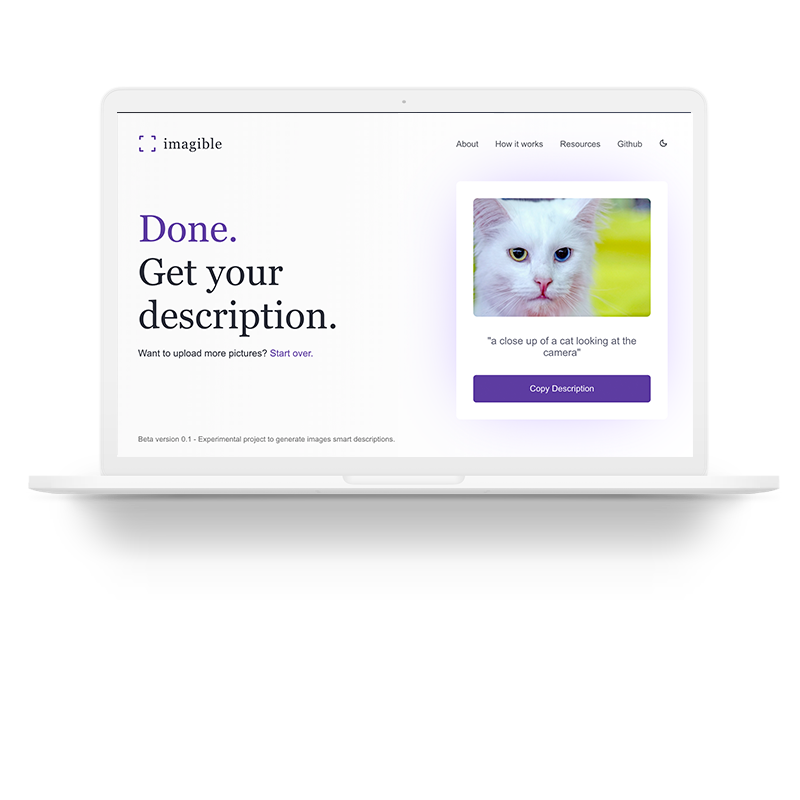 imagible
About How it works Resources Github
Done.
Get your
description.
Want to upload more pictures? Start over.
"a close up of a cat looking at the
camera"
Copy Description
Beta version 0.1 - Experimental project to generate images smart descriptions.